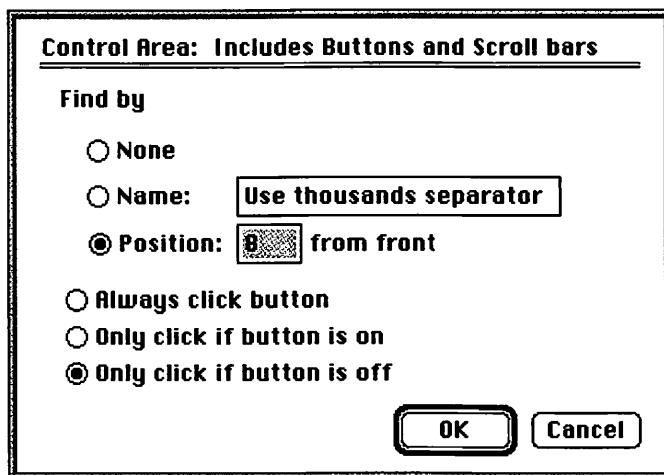 Control Area: Includes Buttons and Scroll bars
Find by
None
Name: Use thousands separator
Position: 8 from front
Always click button
Only click if button is on
Only click if button is off
OK Cancel